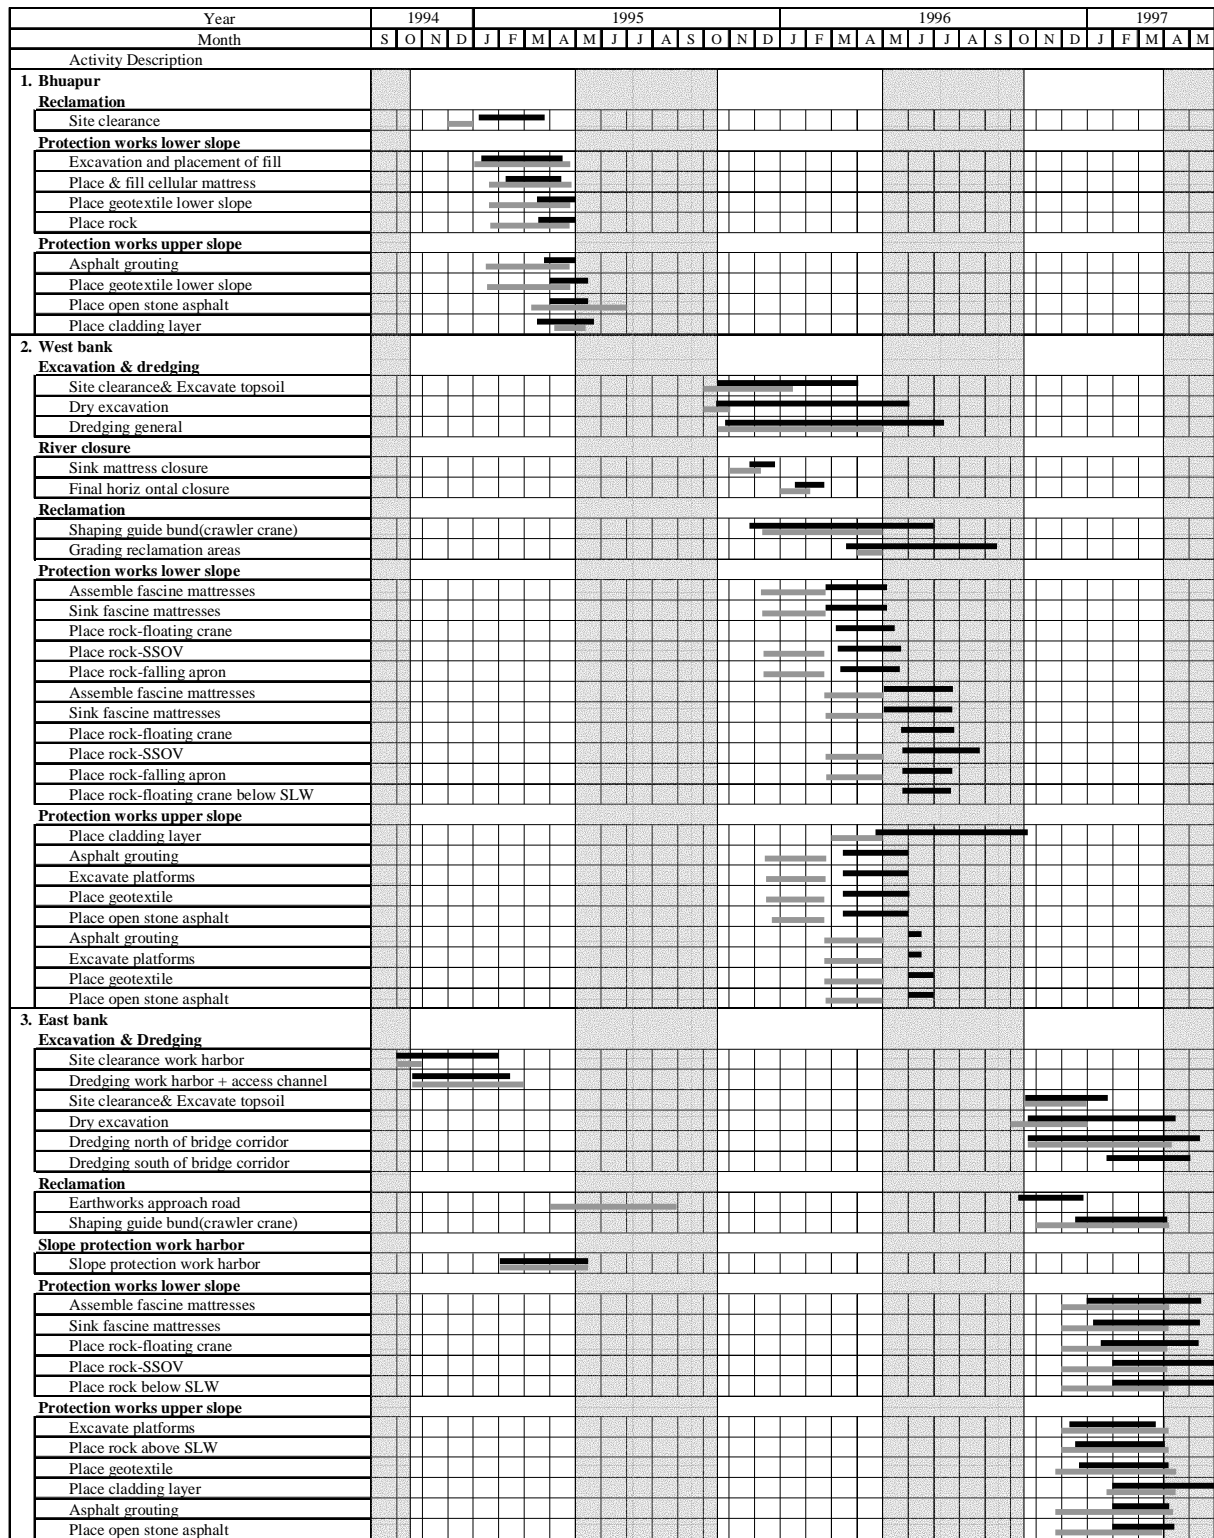 Year 1994 1995 1996 1997
Month S O N D J F M A M J J A S O N D J F M A M J J A S O N D J F M A M
Activity Description
1. Bhuapur
Reclamation
Site clearance
Protection works lower slope
Excavation and placement of fill
Place & fill cellular mattress
Place geotextile lower slope
Place rock
Protection works upper slope
Asphalt grouting
Place geotextile lower slope
Place open stone asphalt
Place cladding layer
2. West bank
Excavation & dredging
Site clearance& Excavate topsoil
Dry excavation
Dredging general
River closure
Sink mattress closure
Final horiz ontal closure
Reclamation
Shaping guide bund(crawler crane)
Grading reclamation areas
Protection works lower slope
Assemble fascine mattresses
Sink fascine mattresses
Place rock-floating crane
Place rock-SSOV
Place rock-falling apron
Assemble fascine mattresses
Sink fascine mattresses
Place rock-floating crane
Place rock-SSOV
Place rock-falling apron
Place rock-floating crane below SLW
Protection works upper slope
Place cladding layer
Asphalt grouting
Excavate platforms
Place geotextile
Place open stone asphalt
Asphalt grouting
Excavate platforms
Place geotextile
Place open stone asphalt
3. East bank
Excavation & Dredging
Site clearance work harbor
Dredging work harbor + access channel
Site clearance& Excavate topsoil
Dry excavation
Dredging north of bridge corridor
Dredging south of bridge corridor
Reclamation
Earthworks approach road
Shaping guide bund(crawler crane)
Slope protection work harbor
Slope protection work harbor
Protection works lower slope
Assemble fascine mattresses
Sink fascine mattresses
Place rock-floating crane
Place rock-SSOV
Place rock below SLW
Protection works upper slope
Excavate platforms
Place rock above SLW
Place geotextile
Place cladding layer
Asphalt grouting
Place open stone asphalt